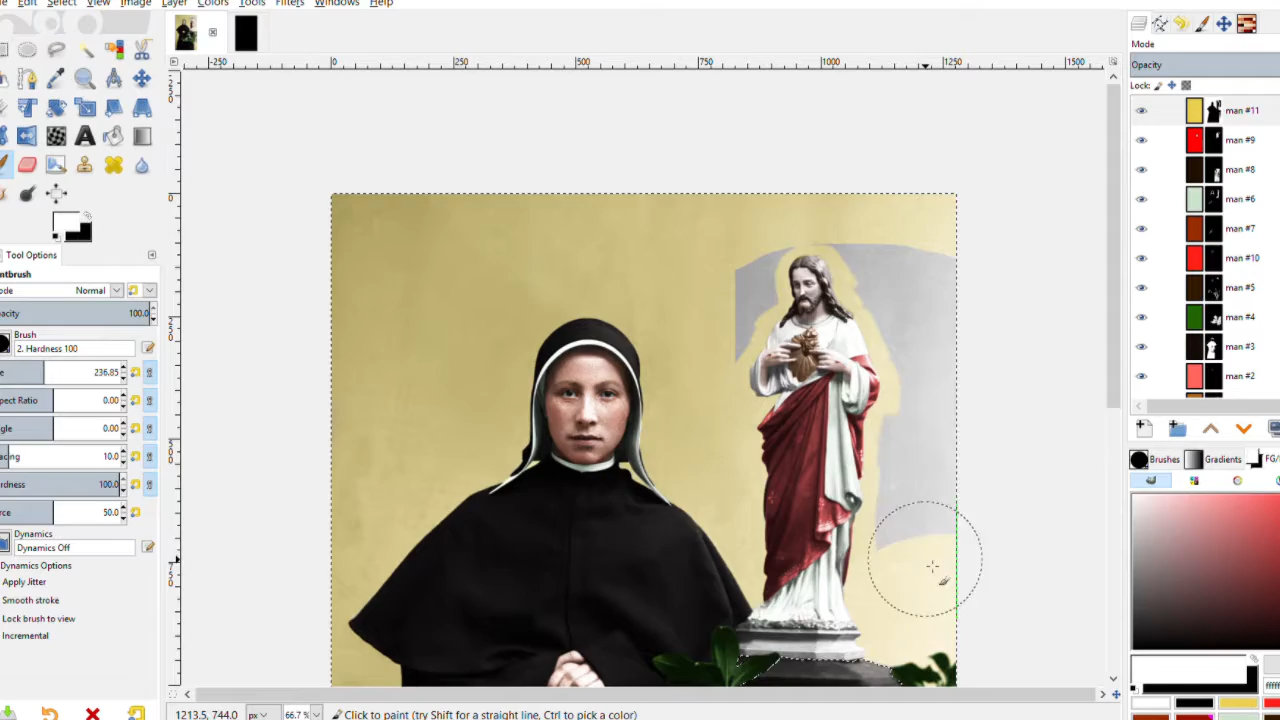 Edit Select View Image Layer Colors Tools Filters Windows Help
-250 0 250 500 750 1000 1250 1500
Mode
Opacity
Lock:
man #11
man #9
man #8
man #6
man #7
man #10
man #5
man #4
man #3
man #2
Tool Options
ntbrush
ode Normal
pacity 100.0
Brush
2. Hardness 100
e 236.85
pect Ratio 0.00
gle 0.00
acing 10.0
ardness 100.0
rce 50.0
Dynamics
Dynamics Off
Dynamics Options
Apply Jitter
Smooth stroke
Lock brush to view
Incremental
Brushes Gradients FG/
1213.5, 744.0 px 66.7 % Click to paint (try Shift for a straight line, Ctrl to pick a color)